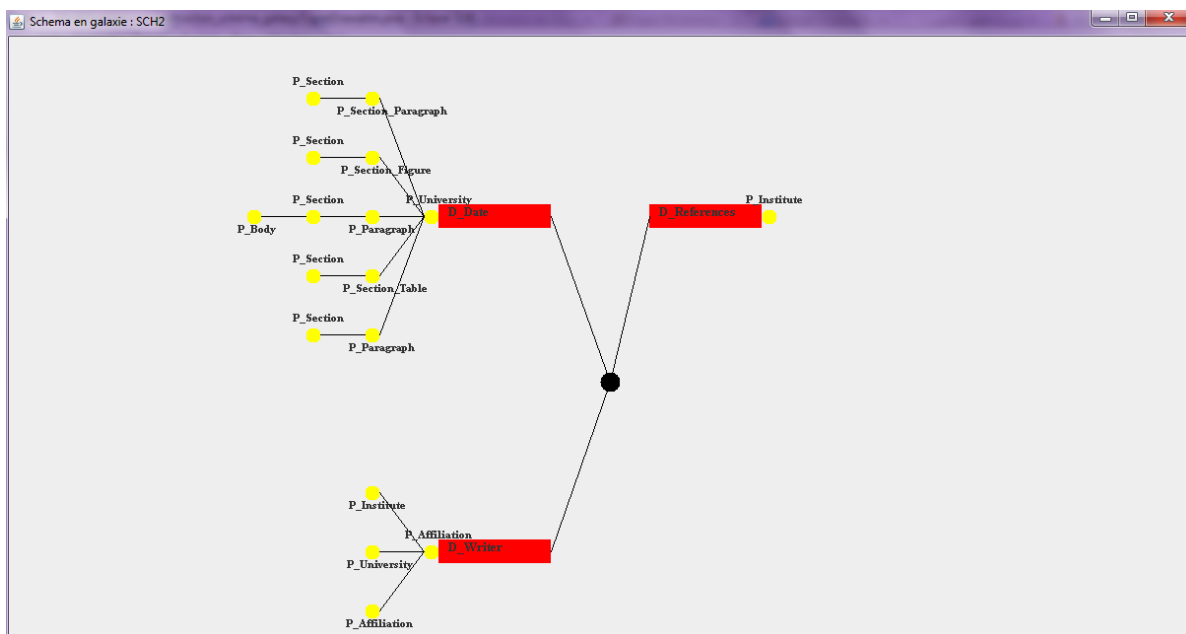 Schema en galaxie : SCH2
P_Section
P_Section_Paragraph
P_Section
P_Section_Figure
P_Section
P_University
P_Institute
D_Date
D_References
P_Body
P_Paragraph
P_Section
P_Section_Table
P_Section
P_Paragraph
P_Institute
P_Affiliation
D_Writer
P_University
P_Affiliation